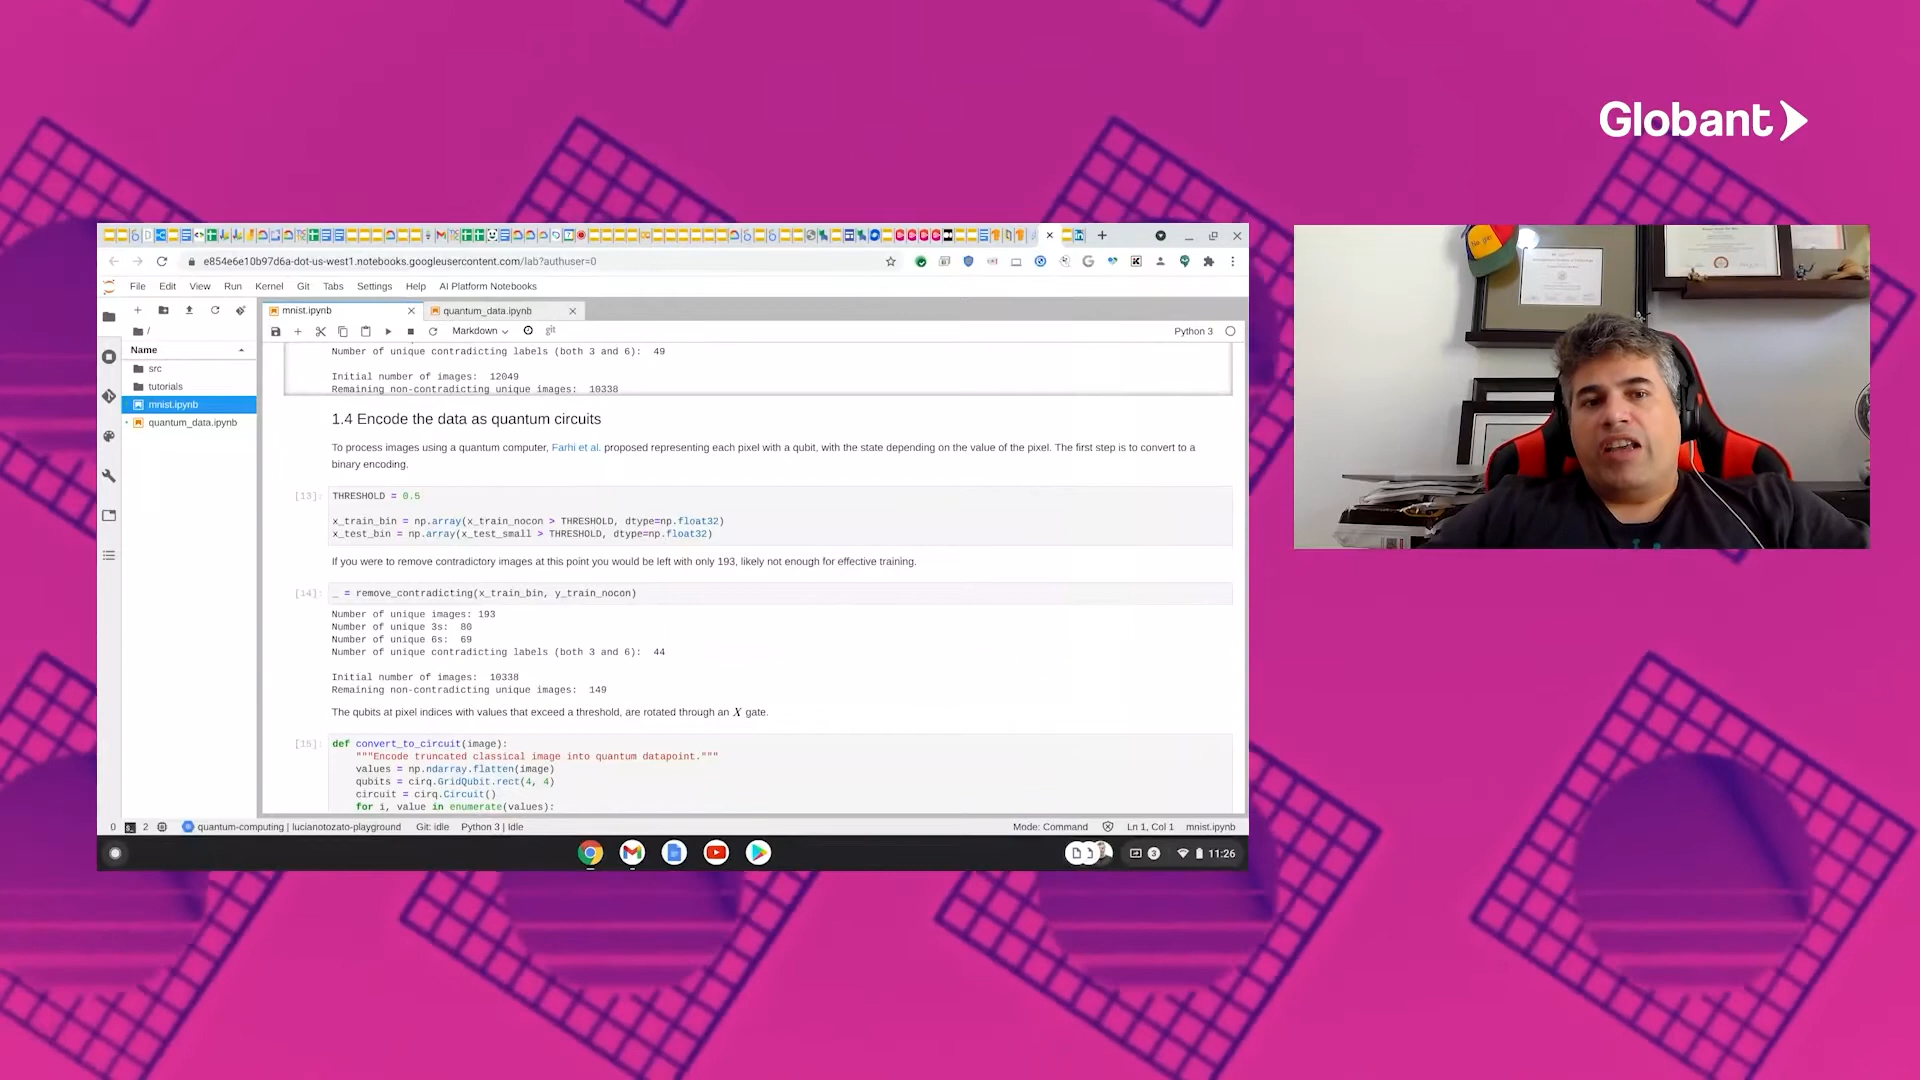 Globant
e854e6e10b97d6a-dot-us-west1.notebooks.googleusercontent.com/lab?authuser=0
File Edit View Run Kernel Git Tabs Settings Help AI Platform Notebooks
mnist.ipynb
quantum_data.ipynb
/
Markdown
git
Python 3
Name
src
tutorials
mnist.ipynb
quantum_data.ipynb
Number of unique contradicting labels (both 3 and 6): 49
Initial number of images: 12049
Remaining non-contradicting unique images: 10338
1.4 Encode the data as quantum circuits
To process images using a quantum computer, Farhi et al. proposed representing each pixel with a qubit, with the state depending on the value of the pixel. The first step is to convert to a
binary encoding.
[13]: THRESHOLD = 0.5
x_train_bin = np.array(x_train_nocon > THRESHOLD, dtype=np.float32)
x_test_bin = np.array(x_test_small > THRESHOLD, dtype=np.float32)
If you were to remove contradictory images at this point you would be left with only 193, likely not enough for effective training.
[14]: _ = remove_contradicting(x_train_bin, y_train_nocon)
Number of unique images: 193
Number of unique 3s: 80
Number of unique 6s: 69
Number of unique contradicting labels (both 3 and 6): 44
Initial number of images: 10338
Remaining non-contradicting unique images: 149
The qubits at pixel indices with values that exceed a threshold, are rotated through an X gate.
[15]: def convert_to_circuit(image):
"""Encode truncated classical image into quantum datapoint."""
values = np.ndarray.flatten(image)
qubits = cirq.GridQubit.rect(4, 4)
circuit = cirq.Circuit()
for i, value in enumerate(values):
0 2 quantum-computing | lucianotozato-playground Git: idle Python 3 | Idle Mode: Command Ln 1, Col 1 mnist.ipynb
3 11:26